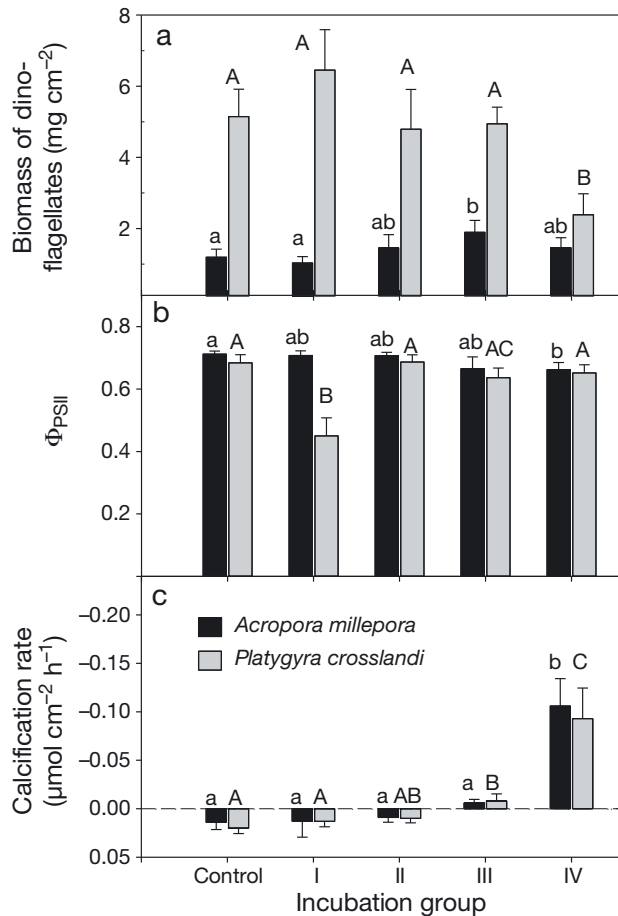 a
Biomass of dino-
flagellates (mg cm–2)
8
6
4
2
A
A
A
A
B
a
a
ab
b
ab
b
ΦPSII
0.8
0.6
0.4
0.2
a A
ab
B
ab A
ab AC
b A
c
Calcification rate
(µmol cm–2 h–1)
–0.20
–0.15
–0.10
–0.05
0.00
0.05
Acropora millepora
Platygyra crosslandi
a A
a A
a AB
a B
b C
Control I II III IV
Incubation group